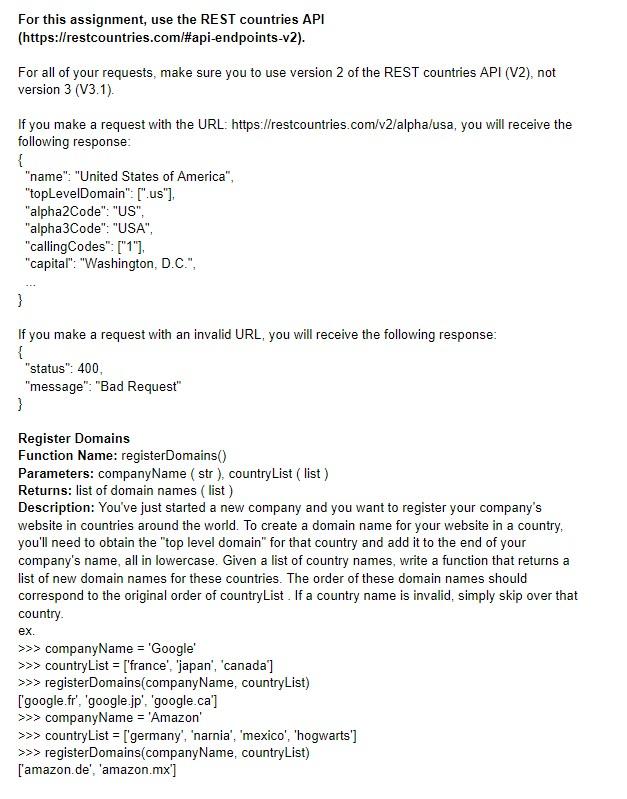 For this assignment, use the REST countries API
(https://restcountries.com/#api-endpoints-v2).
For all of your requests, make sure you to use version 2 of the REST countries API (V2), not
version 3 (V3.1).
If you make a request with the URL: https://restcountries.com/v2/alpha/usa, you will receive the
following response:
{
"name": "United States of America",
"topLevelDomain": [".us"],
"alpha2Code": "US",
"alpha3Code": "USA",
"callingCodes": ["1"],
"capital": "Washington, D.C.",
...
}
If you make a request with an invalid URL, you will receive the following response:
{
"status": 400,
"message": "Bad Request"
}
Register Domains
Function Name: registerDomains()
Parameters: companyName ( str ), countryList ( list )
Returns: list of domain names ( list )
Description: You've just started a new company and you want to register your company's
website in countries around the world. To create a domain name for your website in a country,
you'll need to obtain the "top level domain" for that country and add it to the end of your
company's name, all in lowercase. Given a list of country names, write a function that returns a
list of new domain names for these countries. The order of these domain names should
correspond to the original order of countryList . If a country name is invalid, simply skip over that
country.
ex.
>>> companyName = 'Google'
>>> countryList = ['france', 'japan', 'canada']
>>> registerDomains(companyName, countryList)
['google.fr', 'google.jp', 'google.ca']
>>> companyName = 'Amazon'
>>> countryList = ['germany', 'narnia', 'mexico', 'hogwarts']
>>> registerDomains(companyName, countryList)
['amazon.de', 'amazon.mx']